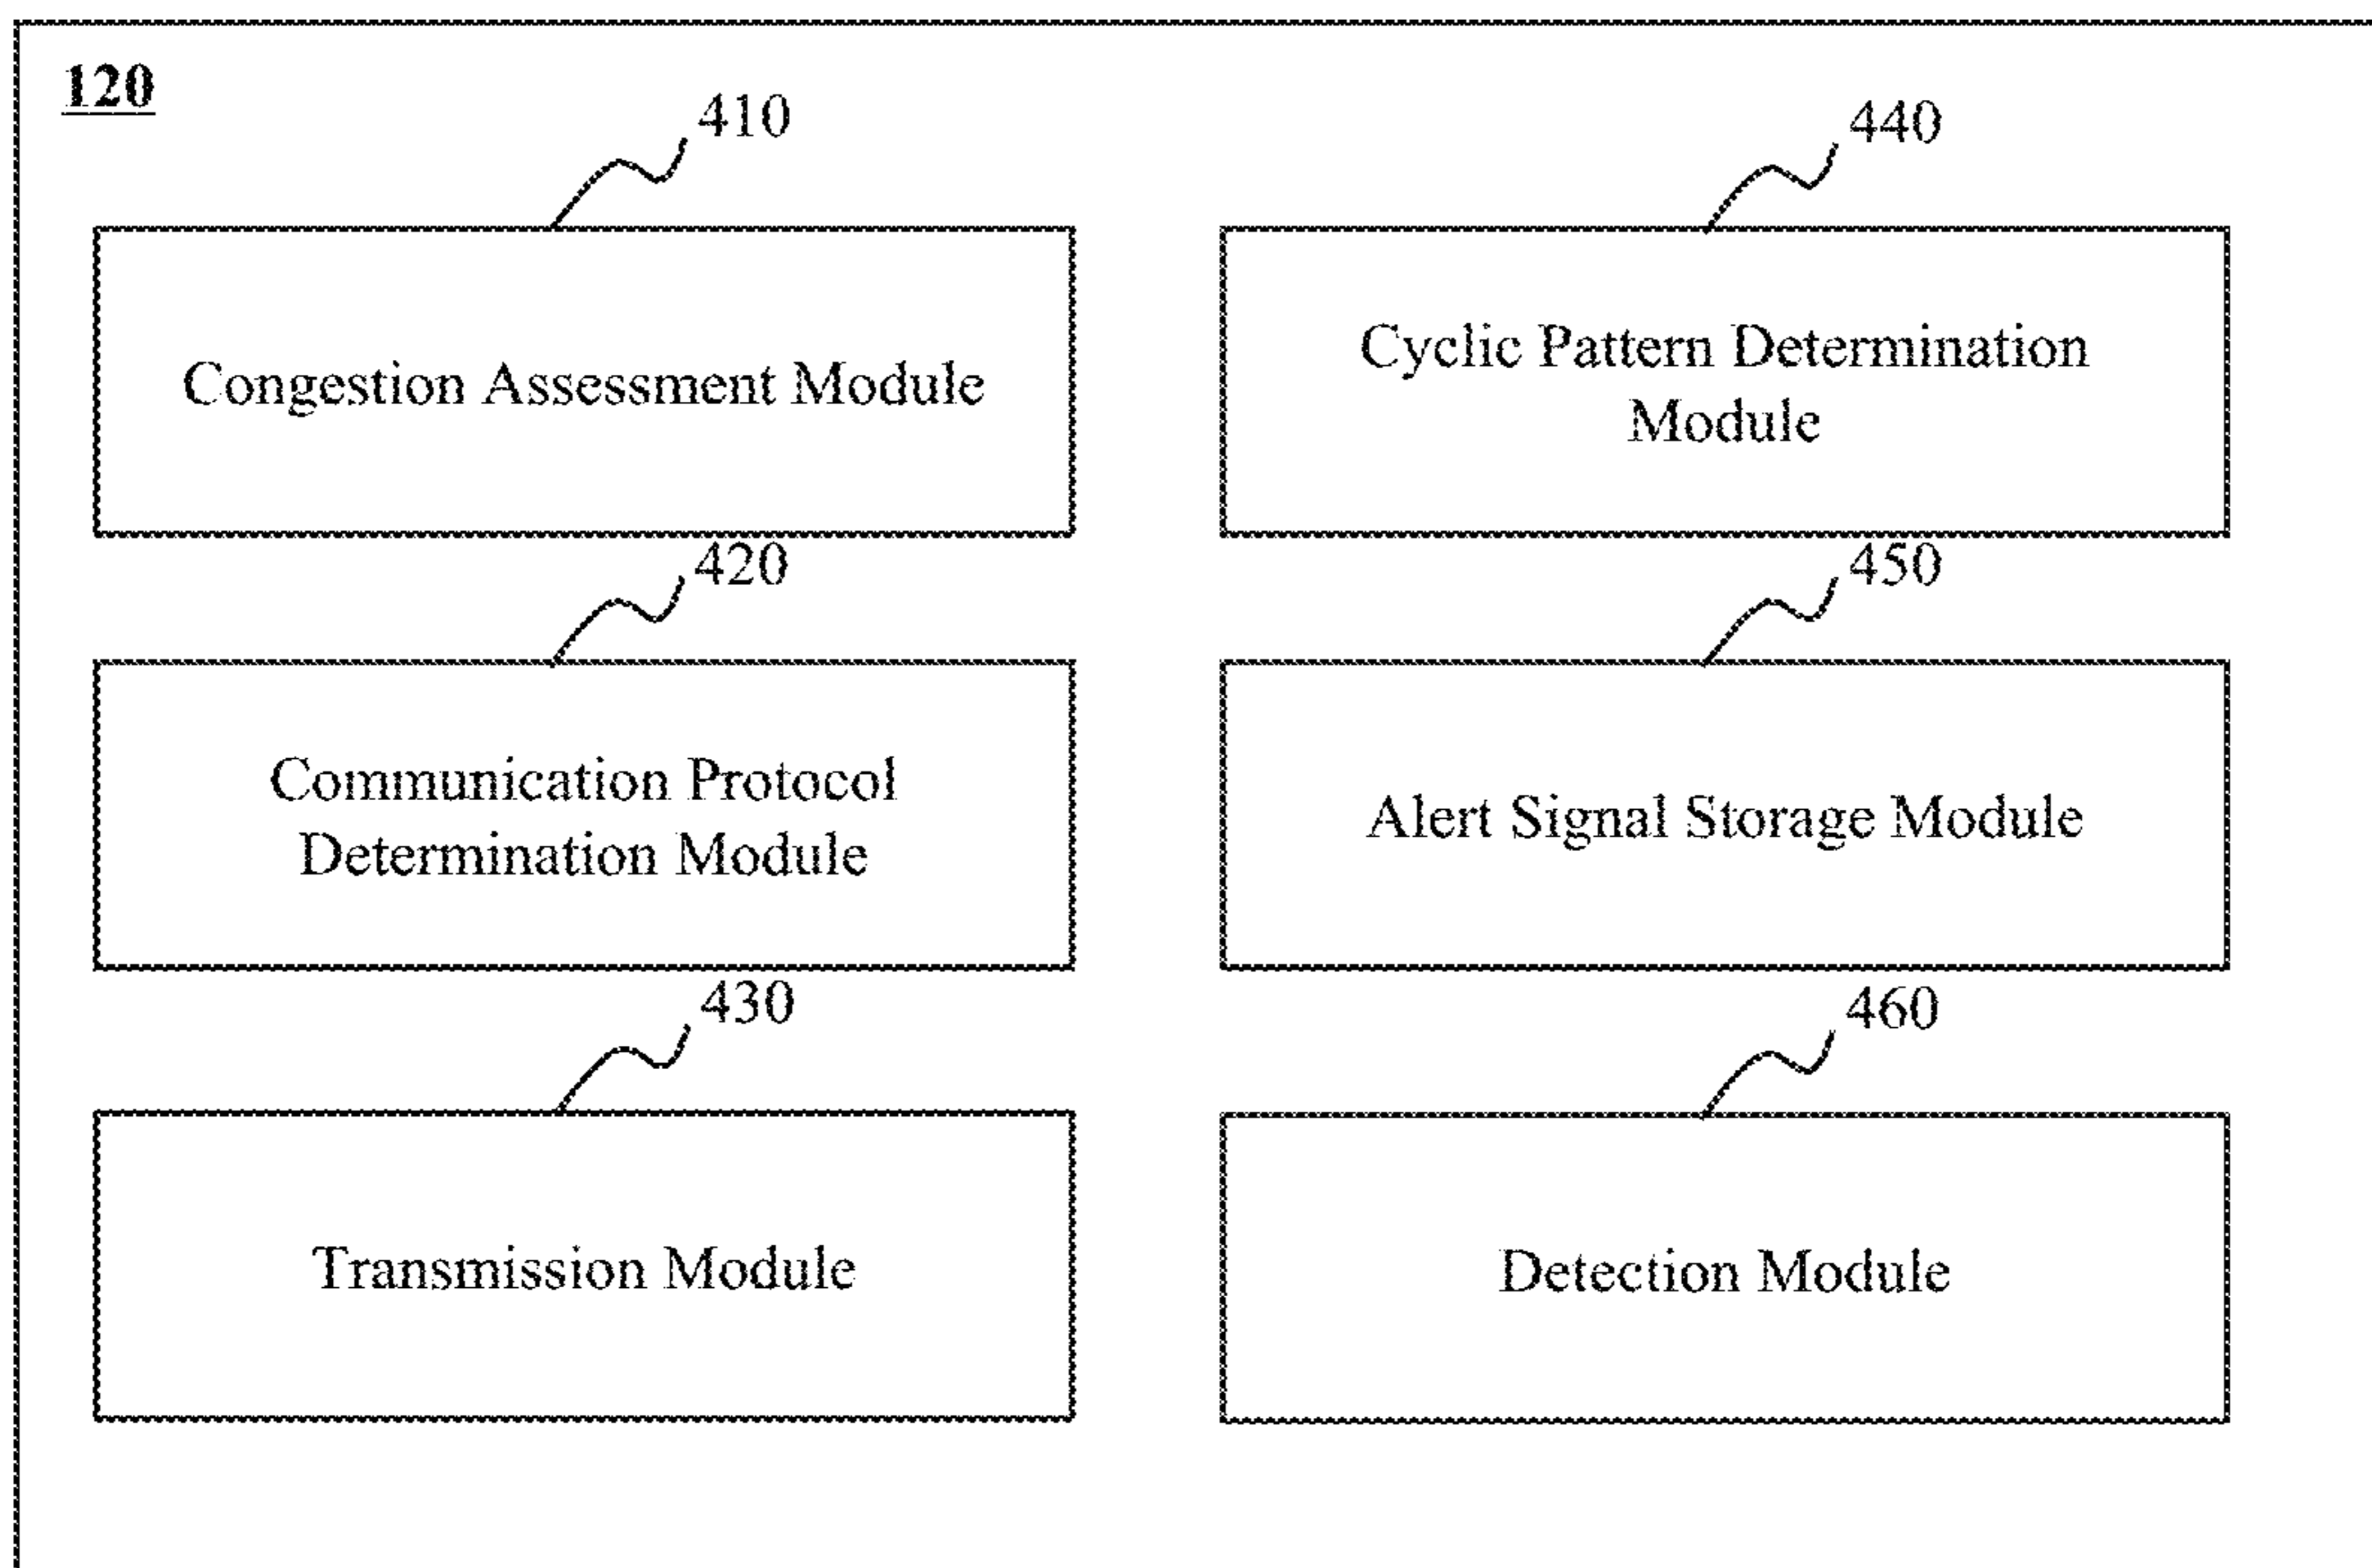 120
410
Congestion Assessment Module
440
Cyclic Pattern Determination
Module
420
Communication Protocol
Determination Module
450
Alert Signal Storage Module
430
Transmission Module
460
Detection Module